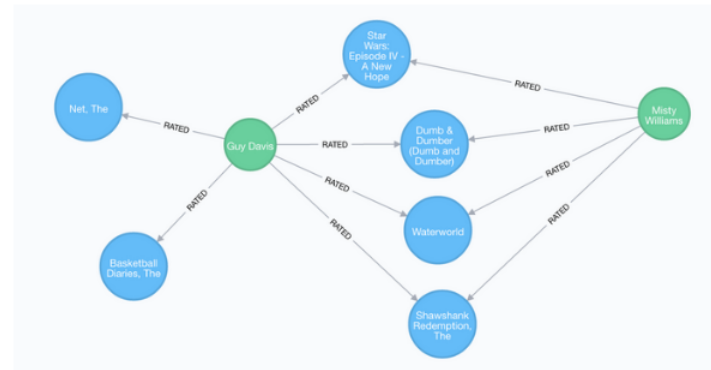 Star
Wars:
Episode IV -
A New
Hope
RATED
Net, The
RATED
RATED
Misty
Williams
Guy Davis
RATED
Dumb &
Dumber
(Dumb and
Dumber)
RATED
RATED
RATED
RATED
RATED
RATED
Waterworld
Basketball
Diaries, The
Shawshank
Redemption,
The